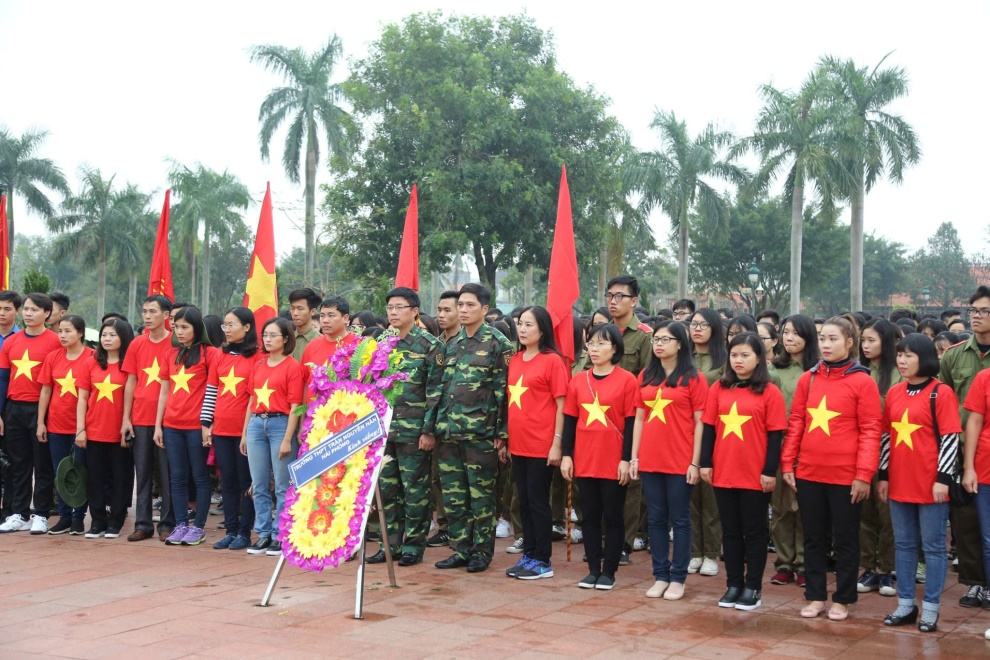 TRƯỜNG THPT TRẦN NGUYÊN HÃN
HẢI PHÒNG Kính viếng